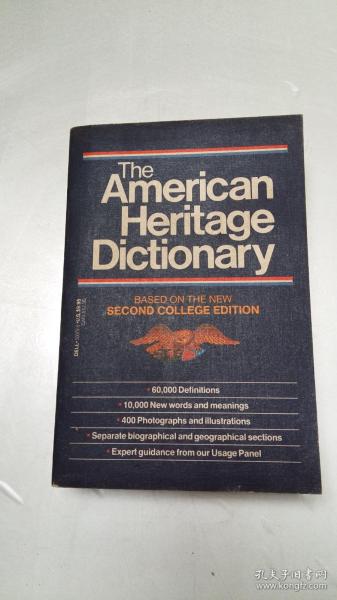 The
American
Heritage
Dictionary
BASED ON THE NEW
SECOND COLLEGE EDITION
• 60,000 Definitions
• 10,000 New words and meanings
• 400 Photographs and illustrations
• Separate biographical and geographical sections
• Expert guidance from our Usage Panel
DELL•
孔夫子旧书网
www.kongfz.com